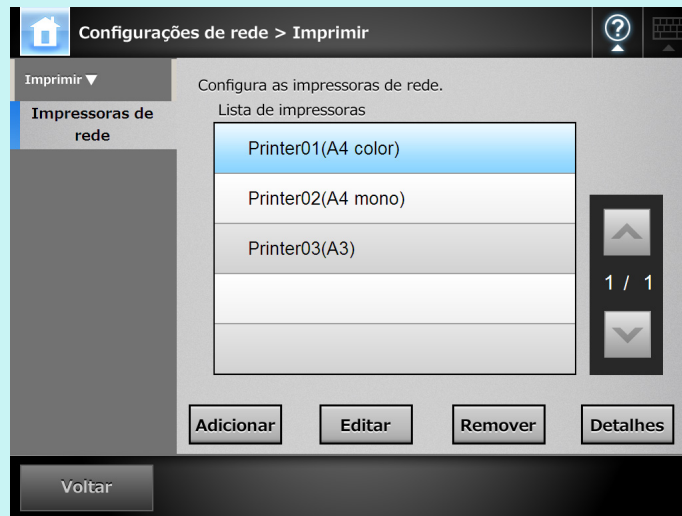 Configurações de rede > Imprimir
?
Imprimir ▼
Impressoras de
rede
Configura as impressoras de rede.
Lista de impressoras
Printer01(A4 color)
Printer02(A4 mono)
Printer03(A3)
1 / 1
Adicionar
Editar
Remover
Detalhes
Voltar